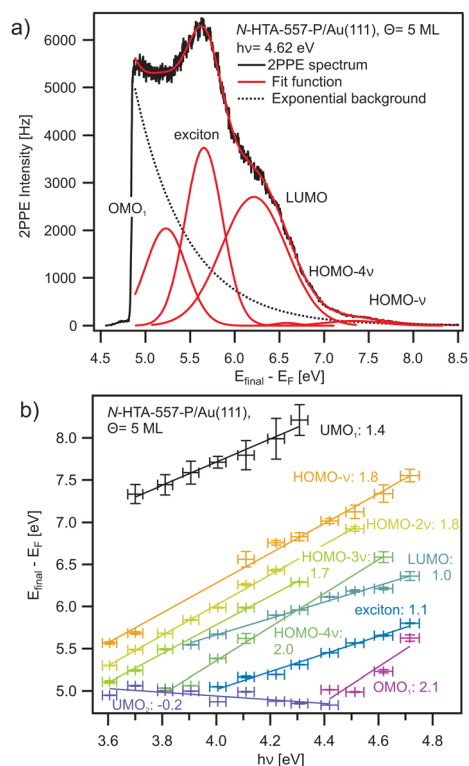 a)
N-HTA-557-P/Au(111), Θ= 5 ML
hν= 4.62 eV
2PPE spectrum
Fit function
Exponential background
6000
5000
4000
3000
2000
1000
0
2PPE Intensity [Hz]
exciton
OMO₁
LUMO
HOMO-4ν
HOMO-ν
4.5 5.0 5.5 6.0 6.5 7.0 7.5 8.0 8.5
E_final - E_F [eV]
b)
N-HTA-557-P/Au(111),
Θ= 5 ML
UMO₁: 1.4
HOMO-ν: 1.8
HOMO-2ν: 1.8
HOMO-3ν:
1.7
LUMO:
1.0
exciton: 1.1
HOMO-4ν:
2.0
OMO₁: 2.1
UMO₂: -0.2
8.0
7.5
7.0
6.5
6.0
5.5
5.0
E_final - E_F [eV]
3.6 3.8 4.0 4.2 4.4 4.6 4.8
hν [eV]